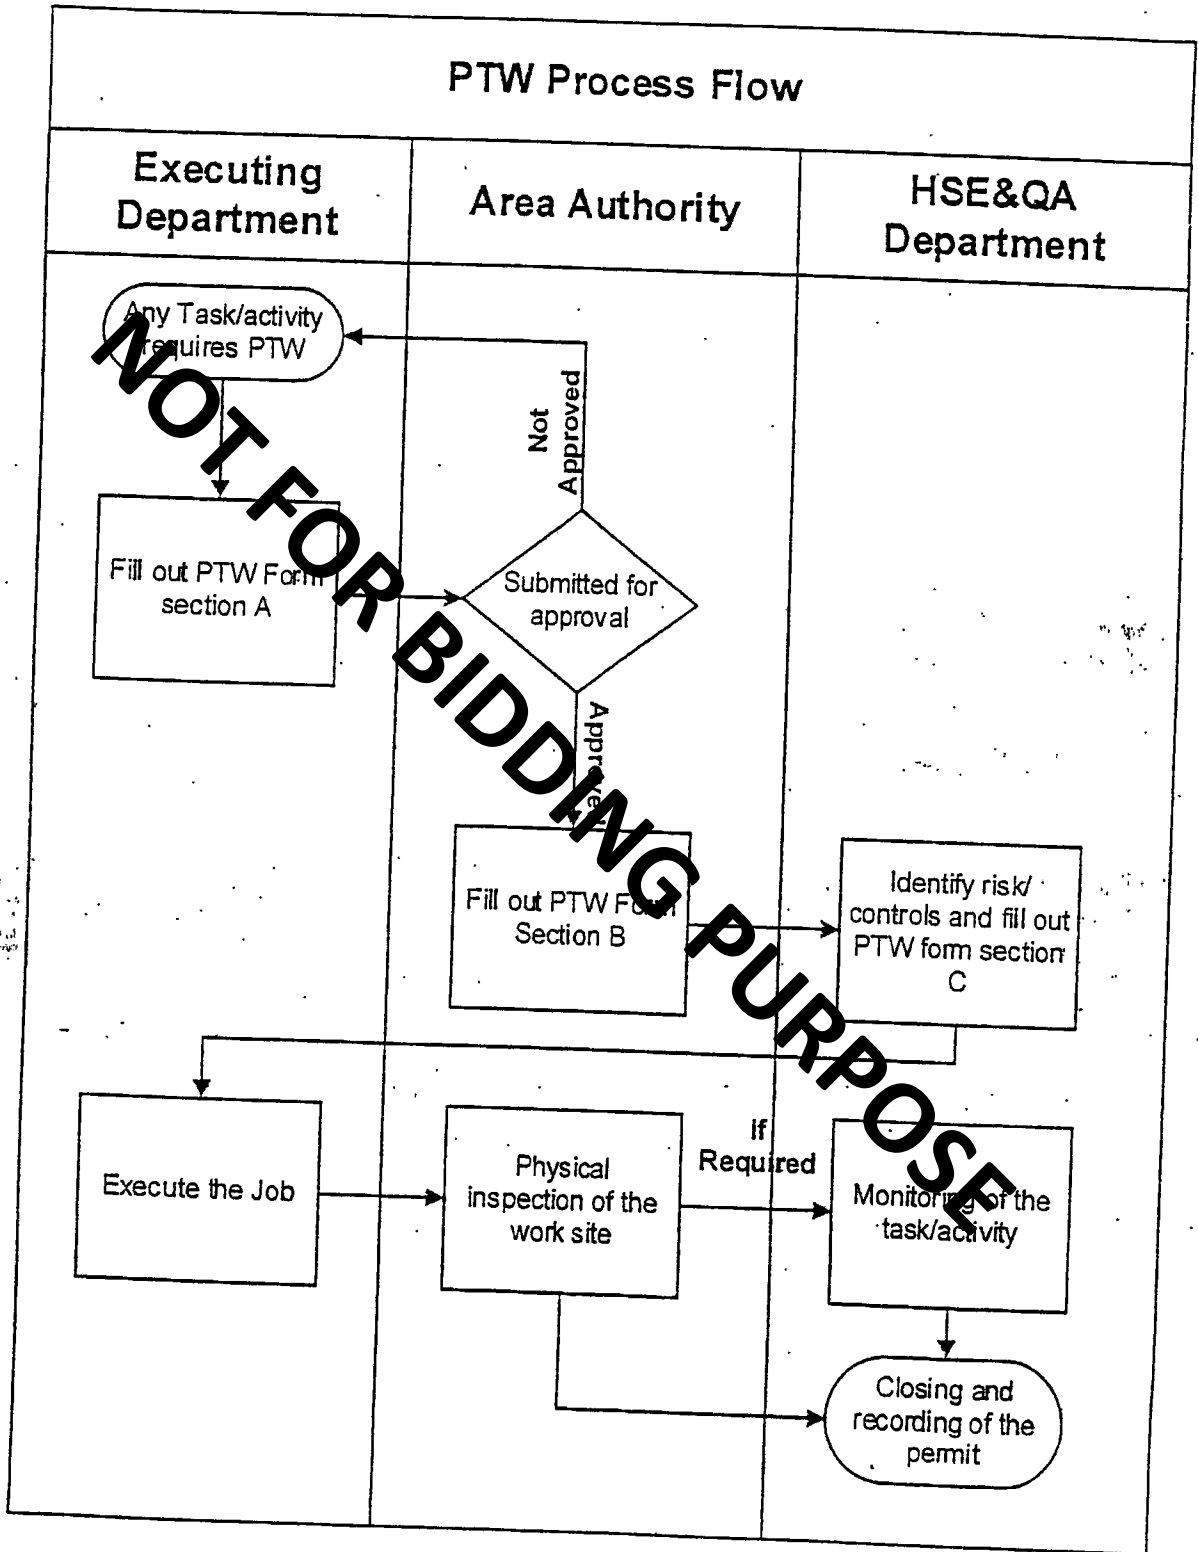 PTW Process Flow
Executing
Department
Area Authority
HSE&QA
Department
Any Task/activity
requires PTW
Not
Approved
Fill out PTW Form
section A
Submitted for
approval
Approved
Fill out PTW Form
Section B
Identify risk/
controls and fill out
PTW form section
C
Execute the Job
Physical
inspection of the
work site
If
Required
Monitoring of the
task/activity
Closing and
recording of the
permit
NOT FOR BIDDING PURPOSE